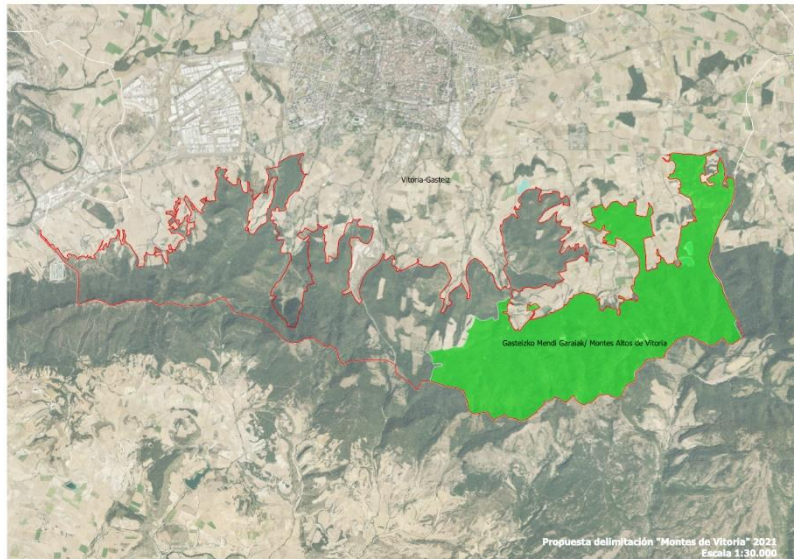 Vitoria-Gasteiz
Gasteizko Mendi Garaiak/ Montes Altos de Vitoria
Propuesta delimitación "Montes de Vitoria" 2021
Escala 1:30.000